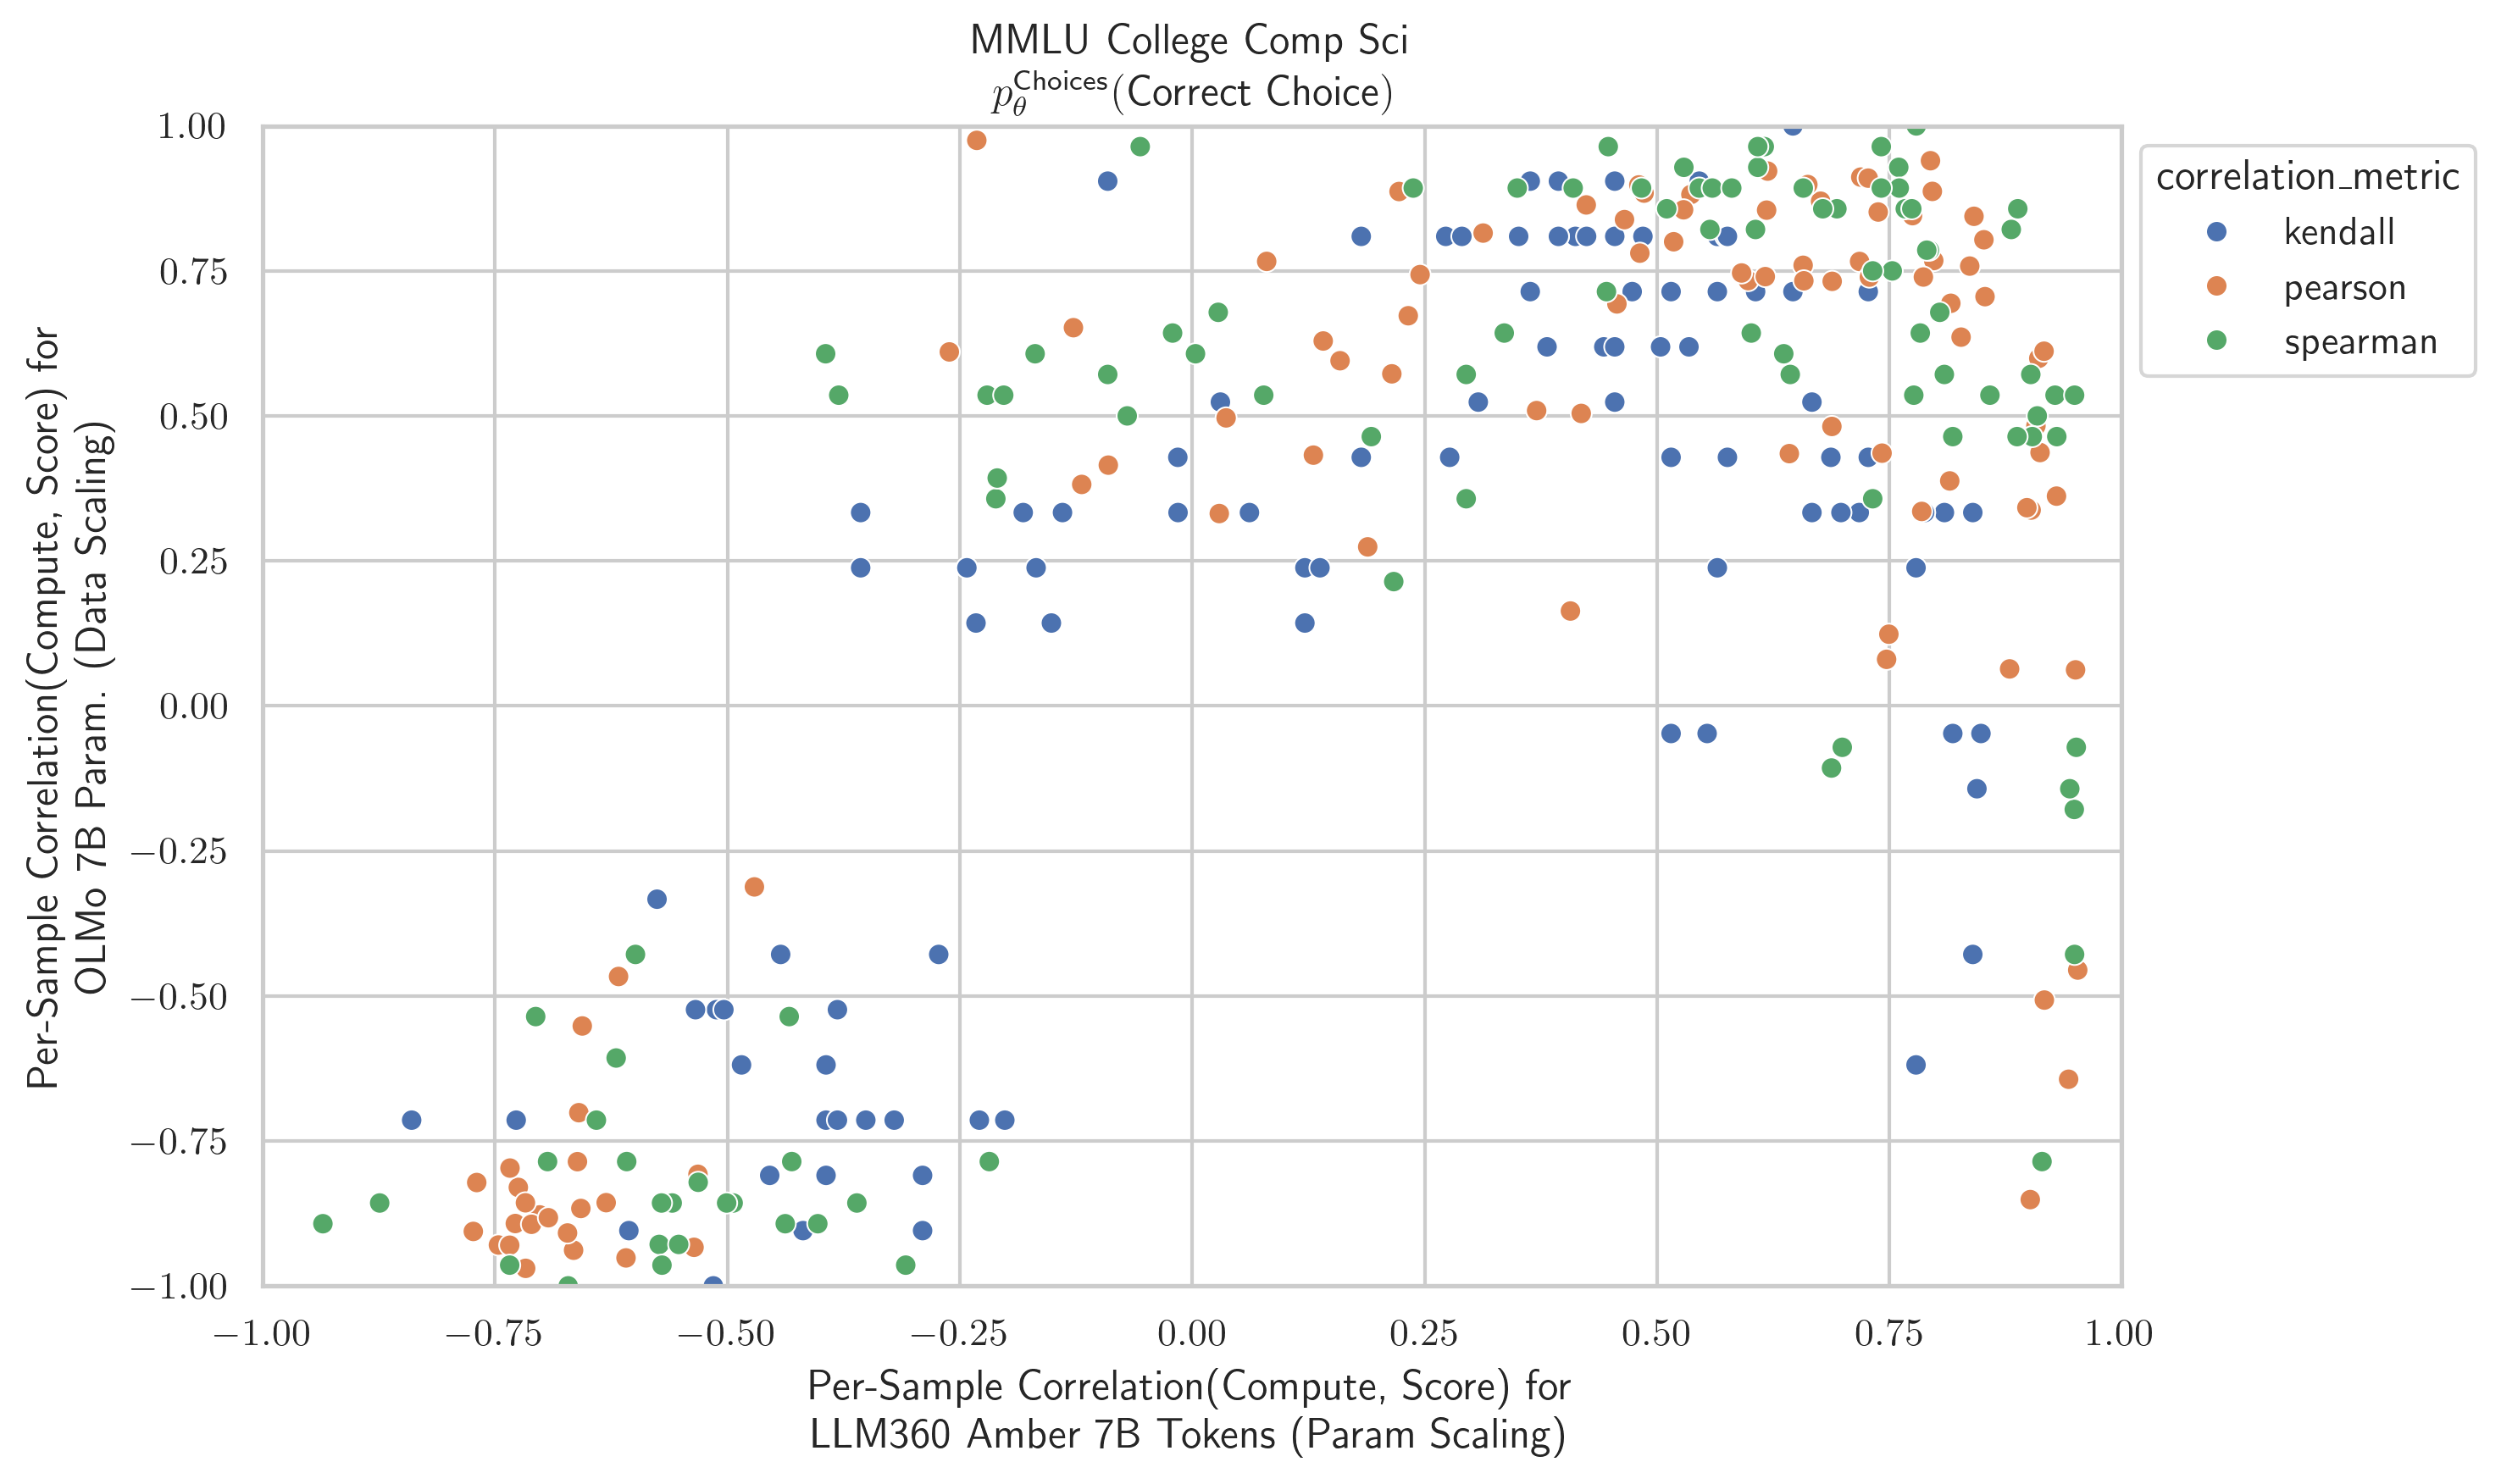 MMLU College Comp Sci
p_θ^Choices(Correct Choice)
1.00
0.75
0.50
0.25
0.00
−0.25
−0.50
−0.75
−1.00
Per-Sample Correlation(Compute, Score) for
OLMo 7B Param. (Data Scaling)
−1.00
−0.75
−0.50
−0.25
0.00
0.25
0.50
0.75
1.00
Per-Sample Correlation(Compute, Score) for
LLM360 Amber 7B Tokens (Param Scaling)
correlation_metric
kendall
pearson
spearman